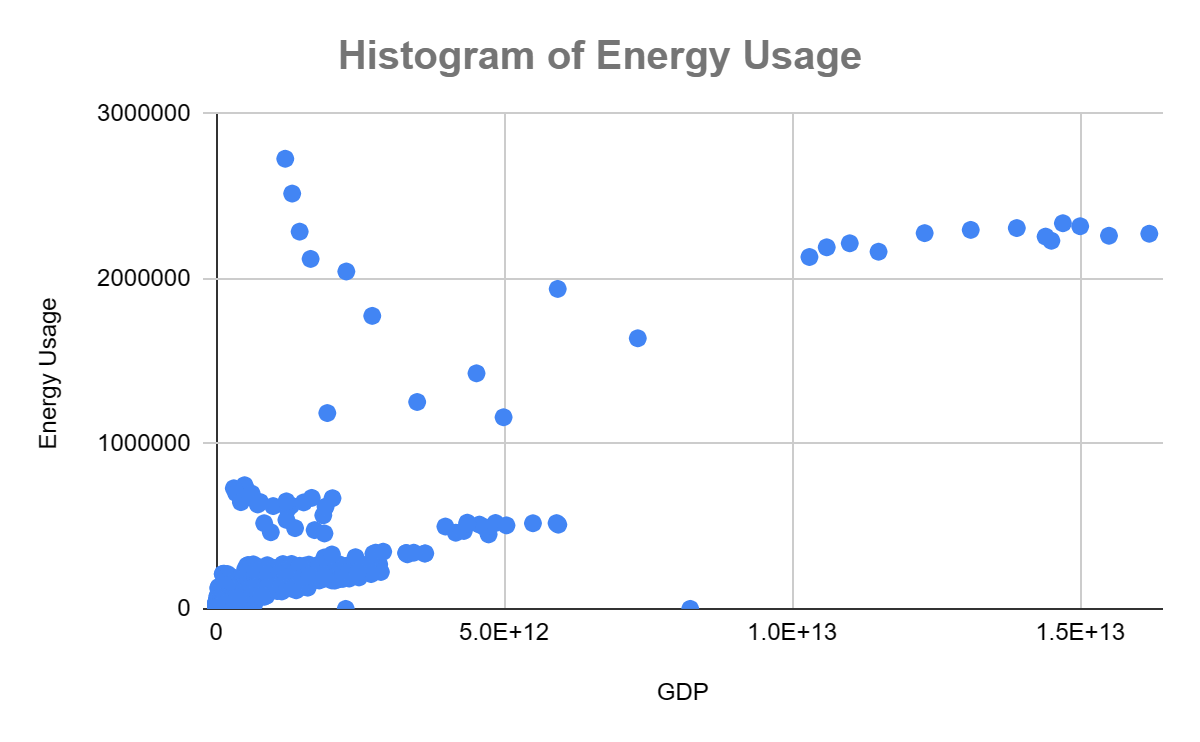 Histogram of Energy Usage
3000000
2000000
1000000
0
Energy Usage
0 5.0E+12 1.0E+13 1.5E+13
GDP